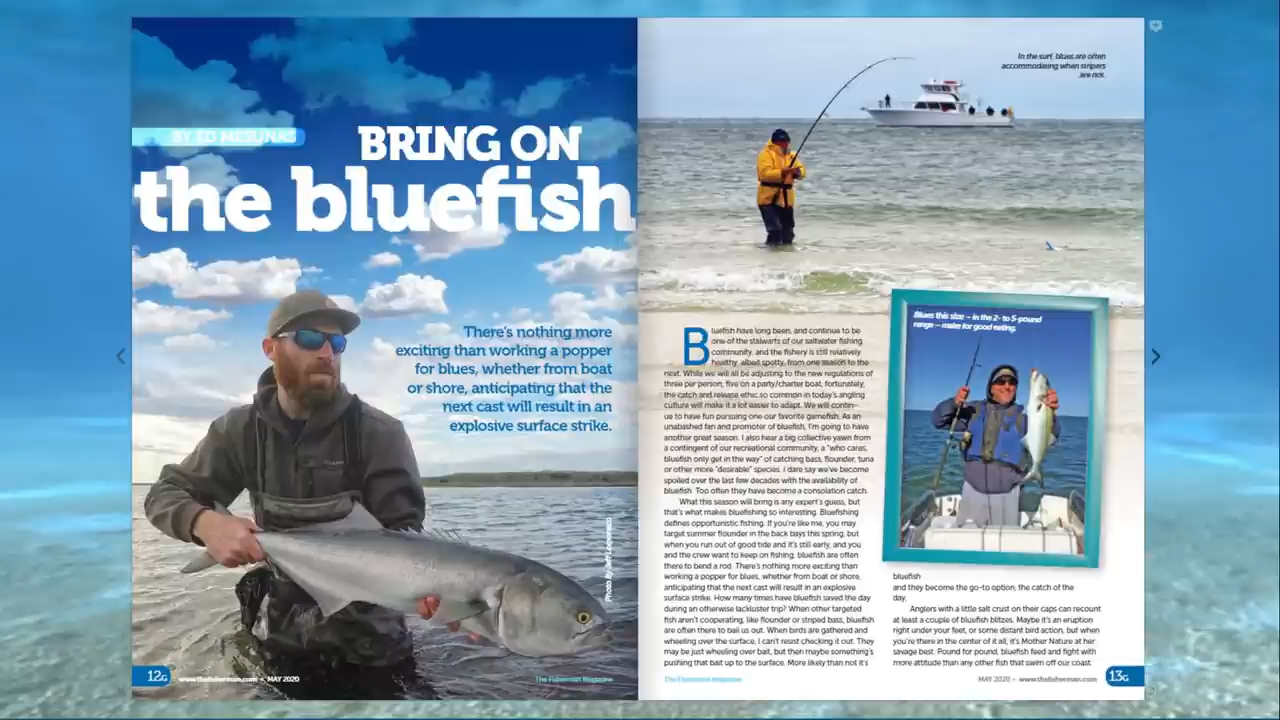 BY ED MESUNAS
BRING ON
the bluefish
There's nothing more
exciting than working a popper
for blues, whether from boat
or shore, anticipating that the
next cast will result in an
explosive surface strike.
12G
www.thefisherman.com • MAY 2020
The Fisherman Magazine
In the surf, blues are often
accommodating when stripers
are not.
Bluefish have long been, and continue to be
one of the stalwarts of our saltwater fishing
community, and the fishery is still relatively
healthy, albeit spotty, from one season to the
next. While we will all be adjusting to the new regulations of
three per person, five on a party/charter boat, fortunately,
the catch and release ethic so common in today's angling
culture will make it a lot easier to adapt. We will contin-
ue to have fun pursuing one our favorite gamefish. As an
unabashed fan and promoter of bluefish, I'm going to have
another great season. I also hear a big collective yawn from
a contingent of our recreational community, a "who cares,
bluefish only get in the way" of catching bass, flounder, tuna
or other more "desirable" species. I dare say we've become
spoiled over the last few decades with the availability of
bluefish. Too often they have become a consolation catch.
What this season will bring is any expert's guess, but
that's what makes bluefishing so interesting. Bluefishing
defines opportunistic fishing. If you're like me, you may
target summer flounder in the back bays this spring, but
when you run out of good tide and it's still early, and you
and the crew want to keep on fishing, bluefish are often
there to bend a rod. There's nothing more exciting than
working a popper for blues, whether from boat or shore,
anticipating that the next cast will result in an explosive
surface strike. How many times have bluefish saved the day
during an otherwise lackluster trip? When other targeted
fish aren't cooperating, like flounder or striped bass, bluefish
are often there to bail us out. When birds are gathered and
wheeling over the surface, I can't resist checking it out. They
may be just wheeling over bait, but then maybe something's
pushing that bait up to the surface. More likely than not it's
Blues this size – in the 2- to 5-pound
range – make for good eating.
bluefish
and they become the go-to option, the catch of the
day.
Anglers with a little salt crust on their caps can recount
at least a couple of bluefish blitzes. Maybe it's an eruption
right under your feet, or some distant bird action, but when
you're there in the center of it all, it's Mother Nature at her
savage best. Pound for pound, bluefish feed and fight with
more attitude than any other fish that swim off our coast.
The Fisherman Magazine
MAY 2020 • www.thefisherman.com
13G